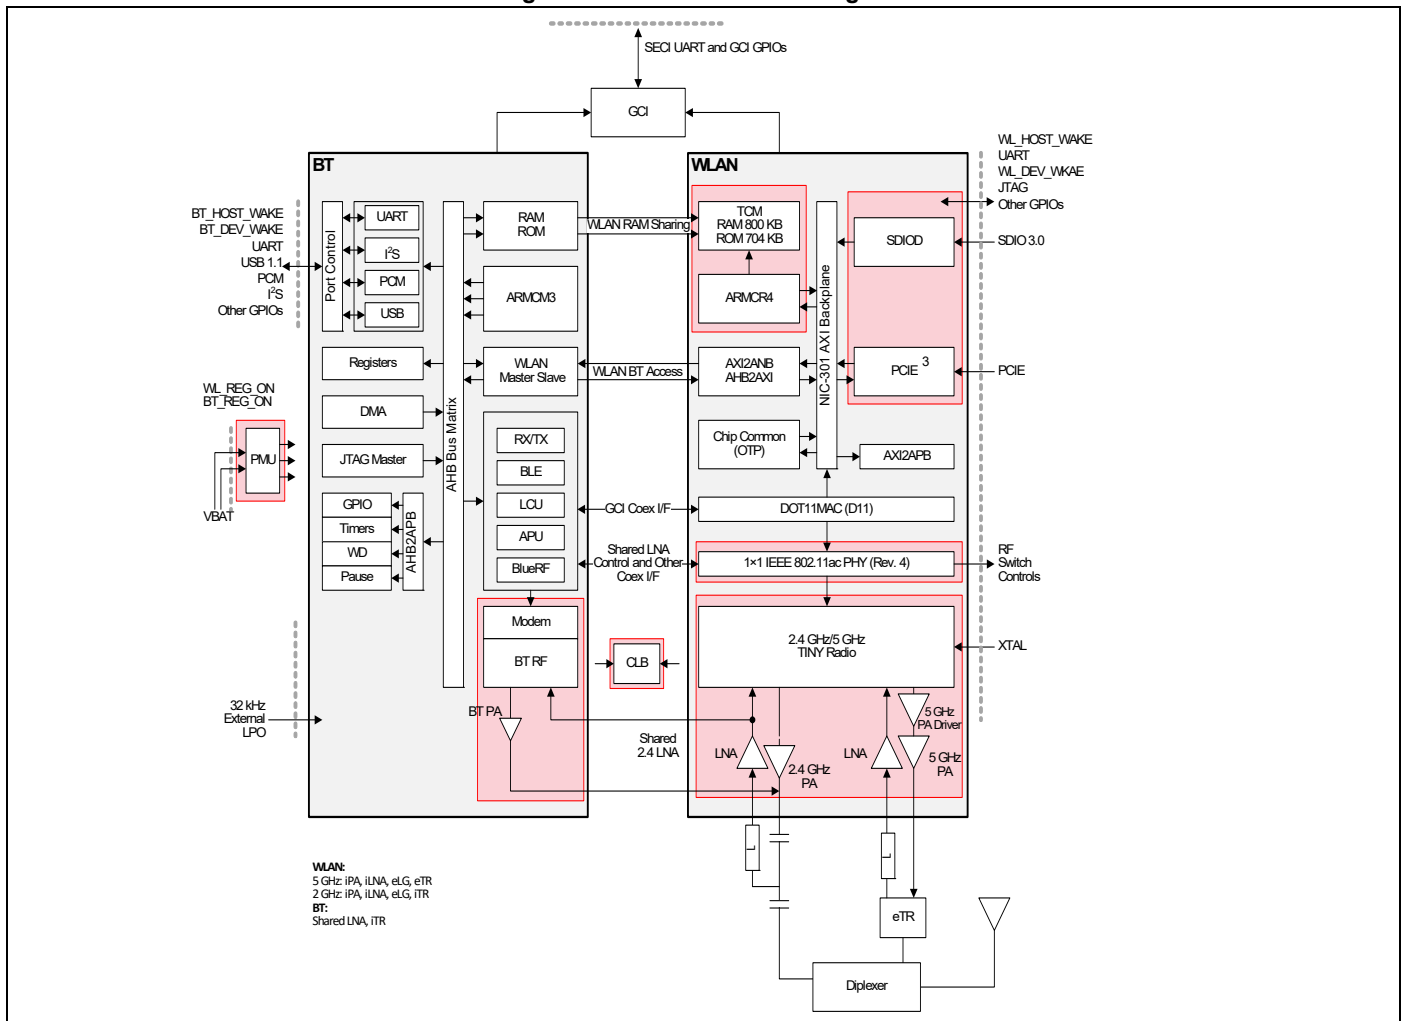 SECI UART and GCI GPIOs
GCI
BT
WLAN
WL_HOST_WAKE
UART
WL_DEV_WKAE
JTAG
Other GPIOs
SDIO 3.0
PCIE
BT_HOST_WAKE
BT_DEV_WAKE
UART
USB 1.1
PCM
I²S
Other GPIOs
Port Control
UART
I²S
PCM
USB
AHB Bus Matrix
RAM
ROM
ARMCM3
WLAN RAM Sharing
TCM
RAM 800 KB
ROM 704 KB
ARMCR4
NIC-301 AXI Backplane
SDIOD
PCIE 3
Registers
WLAN
Master Slave
WLAN BT Access
AXI2ANB
AHB2AXI
WL_REG_ON
BT_REG_ON
PMU
VBAT
DMA
JTAG Master
RX/TX
BLE
LCU
APU
BlueRF
Chip Common
(OTP)
AXI2APB
GPIO
Timers
WD
Pause
AHB2APB
GCI Coex I/F
DOT11MAC (D11)
Shared LNA
Control and Other
Coex I/F
1×1 IEEE 802.11ac PHY (Rev. 4)
RF
Switch
Controls
Modem
BT RF
CLB
2.4 GHz/5 GHz
TINY Radio
XTAL
32 kHz
External
LPO
BT PA
Shared
2.4 LNA
LNA
2.4 GHz
PA
LNA
5 GHz
PA Driver
5 GHz
PA
L
L
WLAN:
5 GHz: iPA, iLNA, eLG, eTR
2 GHz: iPA, iLNA, eLG, iTR
BT:
Shared LNA, iTR
eTR
Diplexer